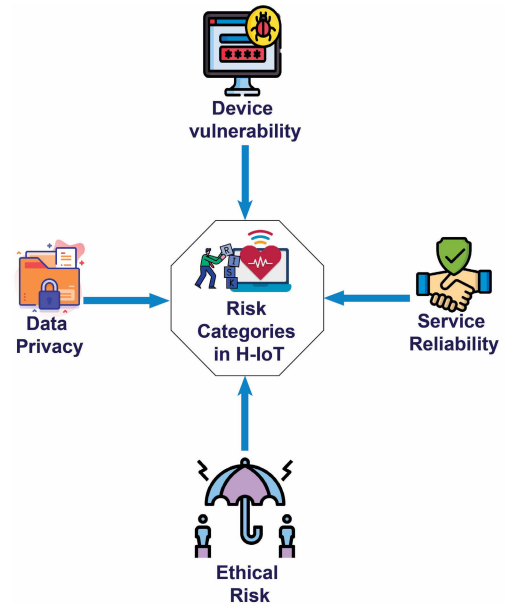 ****
Device
vulnerability
R
I
S
K
Risk
Categories
in H-IoT
Data
Privacy
Service
Reliability
Ethical
Risk